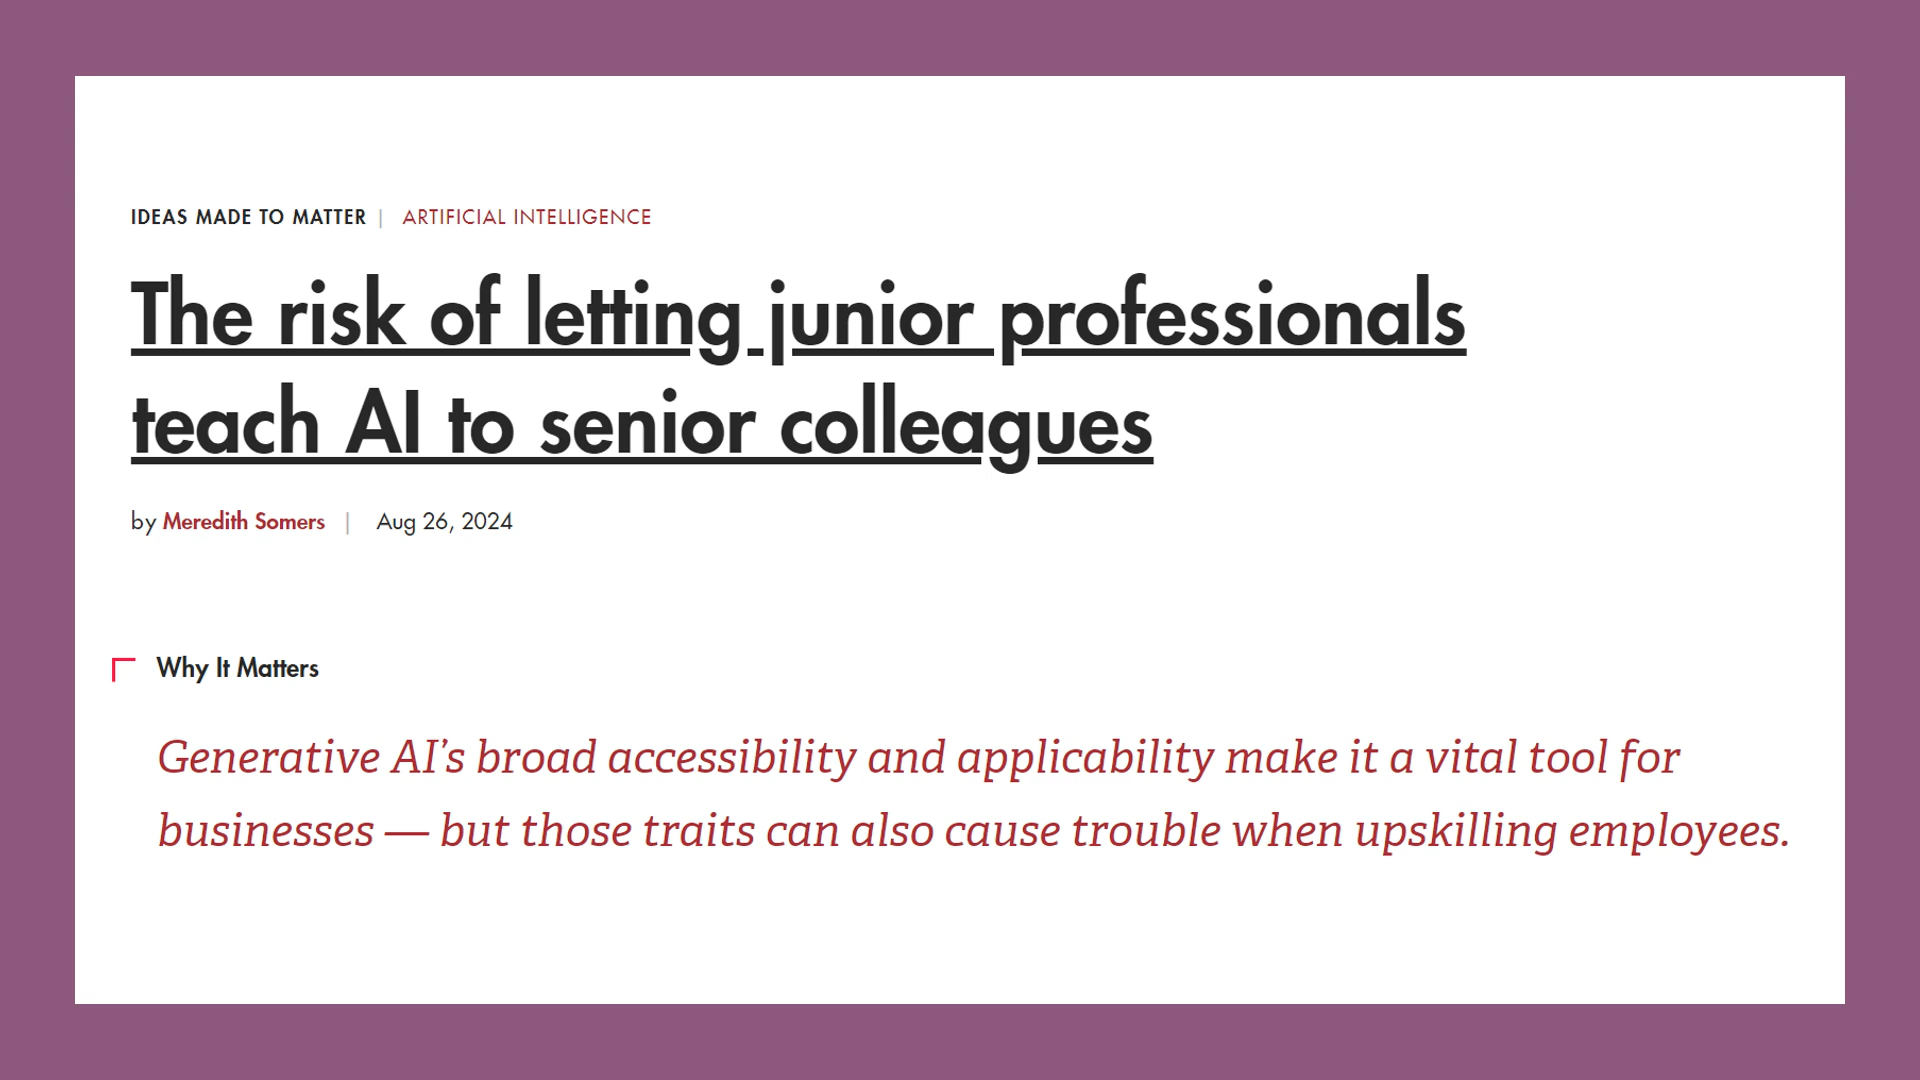 IDEAS MADE TO MATTER | ARTIFICIAL INTELLIGENCE
The risk of letting junior professionals
teach AI to senior colleagues
by Meredith Somers | Aug 26, 2024
Why It Matters
Generative AI’s broad accessibility and applicability make it a vital tool for
businesses — but those traits can also cause trouble when upskilling employees.